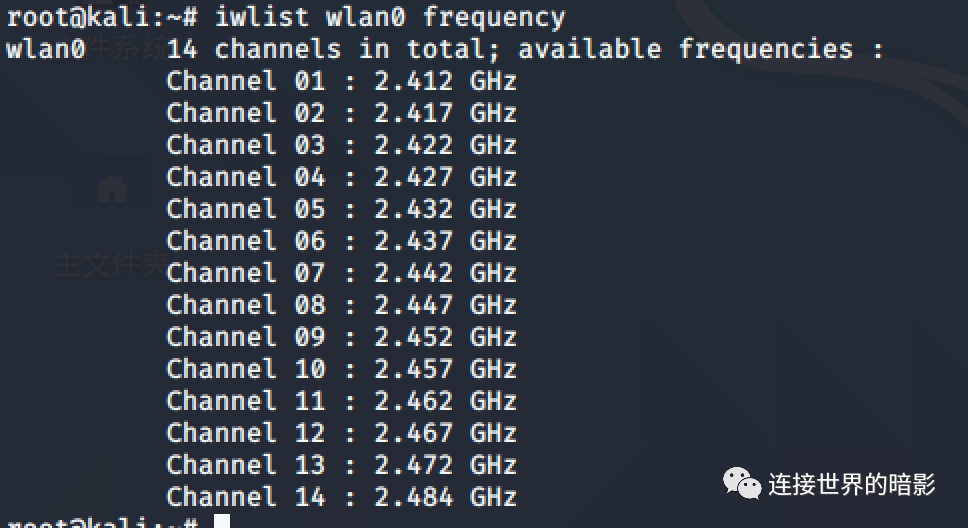 root@kali:~# iwlist wlan0 frequency
wlan0 14 channels in total; available frequencies :
Channel 01 : 2.412 GHz
Channel 02 : 2.417 GHz
Channel 03 : 2.422 GHz
Channel 04 : 2.427 GHz
Channel 05 : 2.432 GHz
Channel 06 : 2.437 GHz
主文件夹
Channel 07 : 2.442 GHz
Channel 08 : 2.447 GHz
Channel 09 : 2.452 GHz
Channel 10 : 2.457 GHz
Channel 11 : 2.462 GHz
Channel 12 : 2.467 GHz
Channel 13 : 2.472 GHz
Channel 14 : 2.484 GHz
连接世界的暗影
root@kali:~#